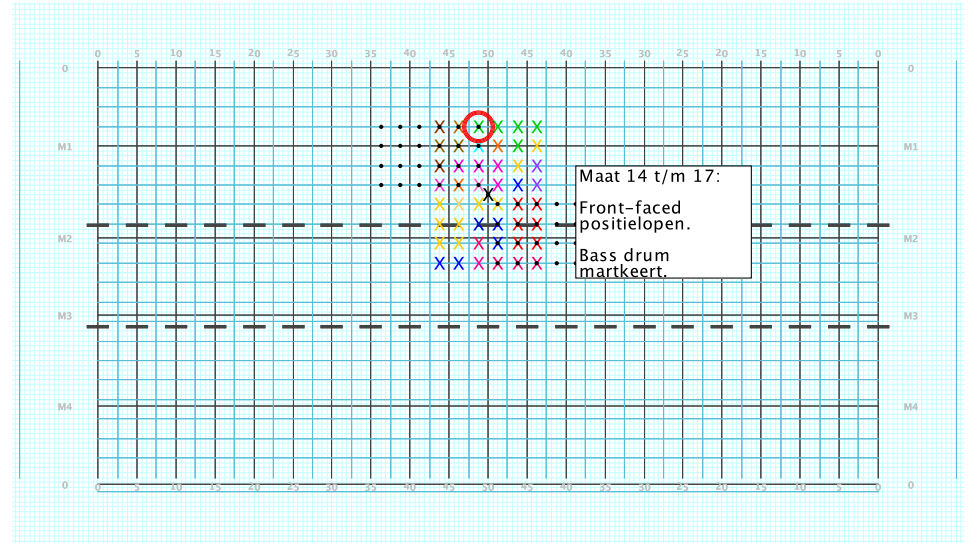 0 5 10 15 20 25 30 35 40 45 50 45 40 35 30 25 20 15 10 5 0
0 0
M1 M1
Maat 14 t/m 17:
Front-faced
positielopen.
M2 M2
Bass drum
martkeert.
M3 M3
M4 M4
0 0
0 5 10 15 20 25 30 35 40 45 50 45 40 35 30 25 20 15 10 5 0